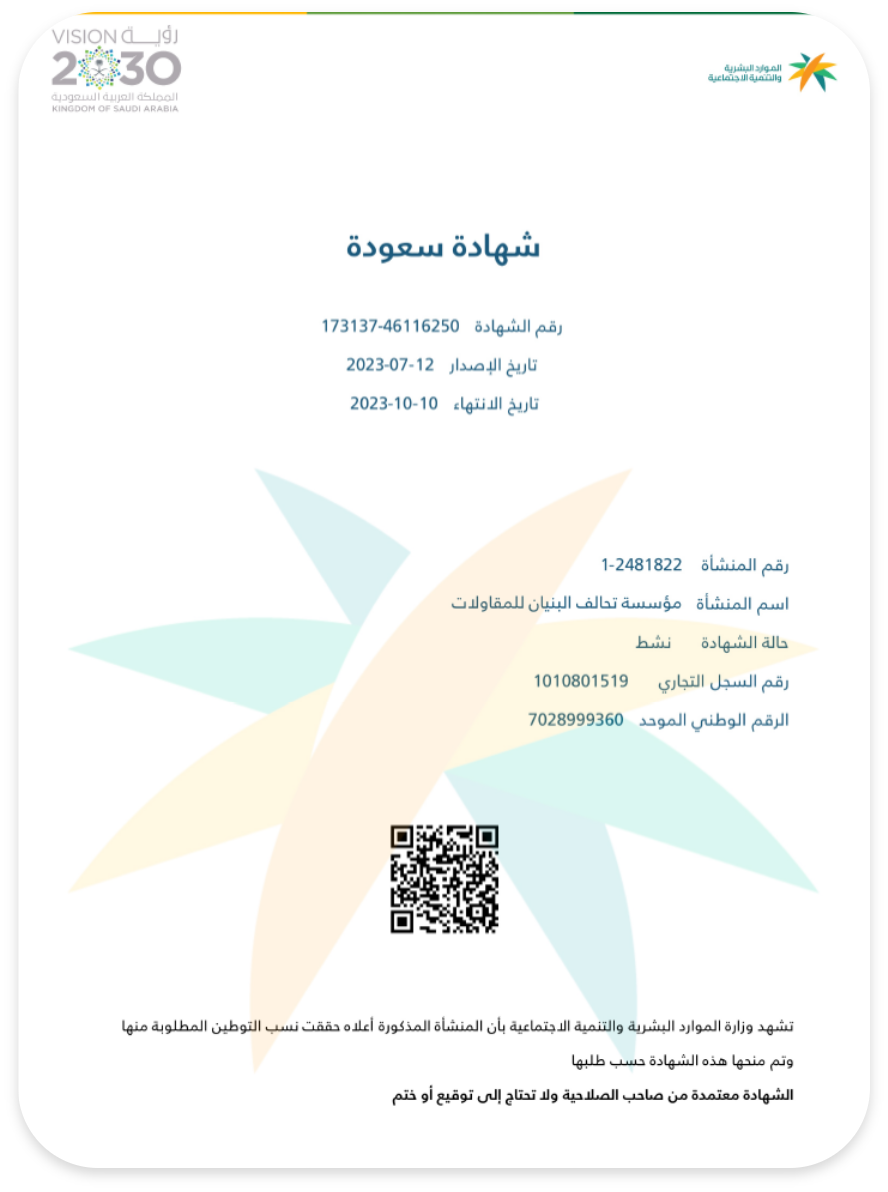 VISION رؤيـــة
2030
المملكة العربية السعودية
KINGDOM OF SAUDI ARABIA
الموارد البشرية
والتنمية الاجتماعية
شهادة سعودة
رقم الشهادة 173137-46116250
تاريخ الإصدار 2023-07-12
تاريخ الانتهاء 2023-10-10
رقم المنشأة 1-2481822
اسم المنشأة مؤسسة تحالف البنيان للمقاولات
حالة الشهادة نشط
رقم السجل التجاري 1010801519
الرقم الوطني الموحد 7028999360
تشهد وزارة الموارد البشرية والتنمية الاجتماعية بأن المنشأة المذكورة أعلاه حققت نسب التوطين المطلوبة منها
وتم منحها هذه الشهادة حسب طلبها
الشهادة معتمدة من صاحب الصلاحية ولا تحتاج إلى توقيع أو ختم